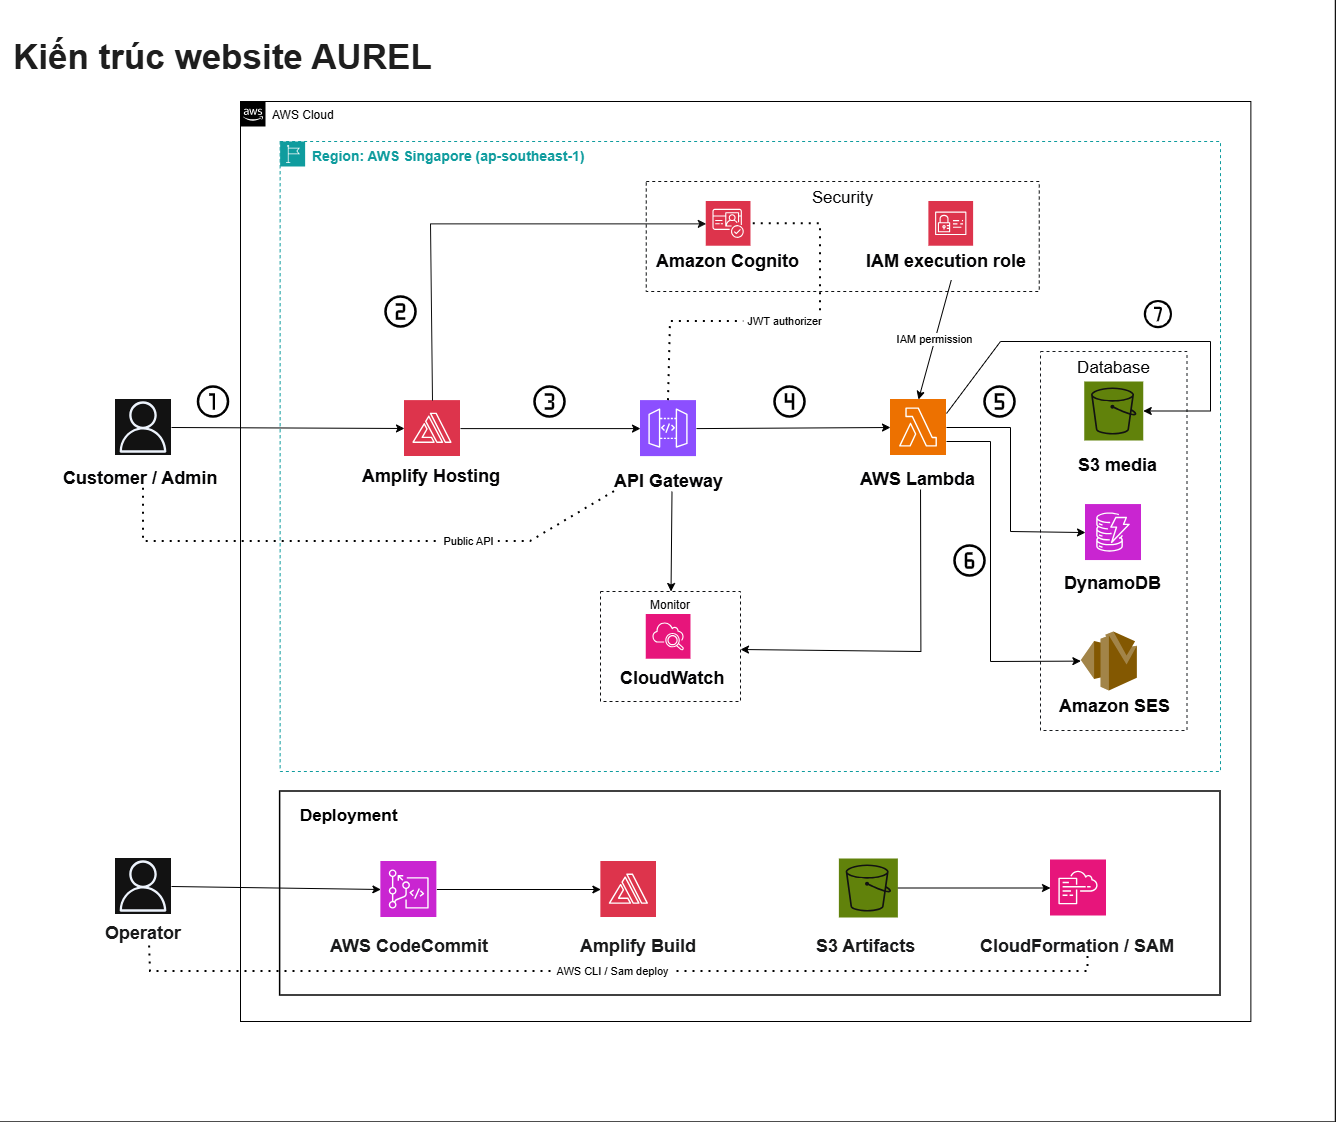 Kiến trúc website AUREL
aws
AWS Cloud
Region: AWS Singapore (ap-southeast-1)
Security
Amazon Cognito
IAM execution role
2
7
JWT authorizer
IAM permission
Database
1
3
4
5
S3 media
Customer / Admin
Amplify Hosting
API Gateway
AWS Lambda
Public API
6
DynamoDB
Monitor
CloudWatch
Amazon SES
Deployment
Operator
AWS CodeCommit
Amplify Build
S3 Artifacts
CloudFormation / SAM
AWS CLI / Sam deploy